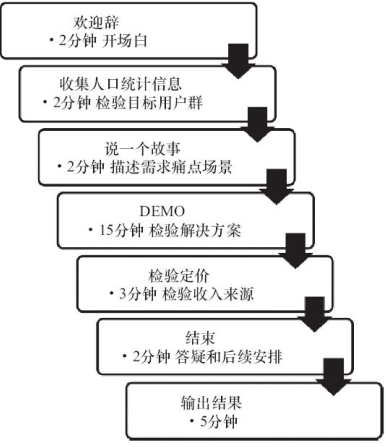 欢迎辞
·2分钟 开场白
收集人口统计信息
·2分钟 检验目标用户群
说一个故事
·2分钟 描述需求痛点场景
DEMO
·15分钟 检验解决方案
检验定价
·3分钟 检验收入来源
结束
·2分钟 答疑和后续安排
输出结果
·5分钟